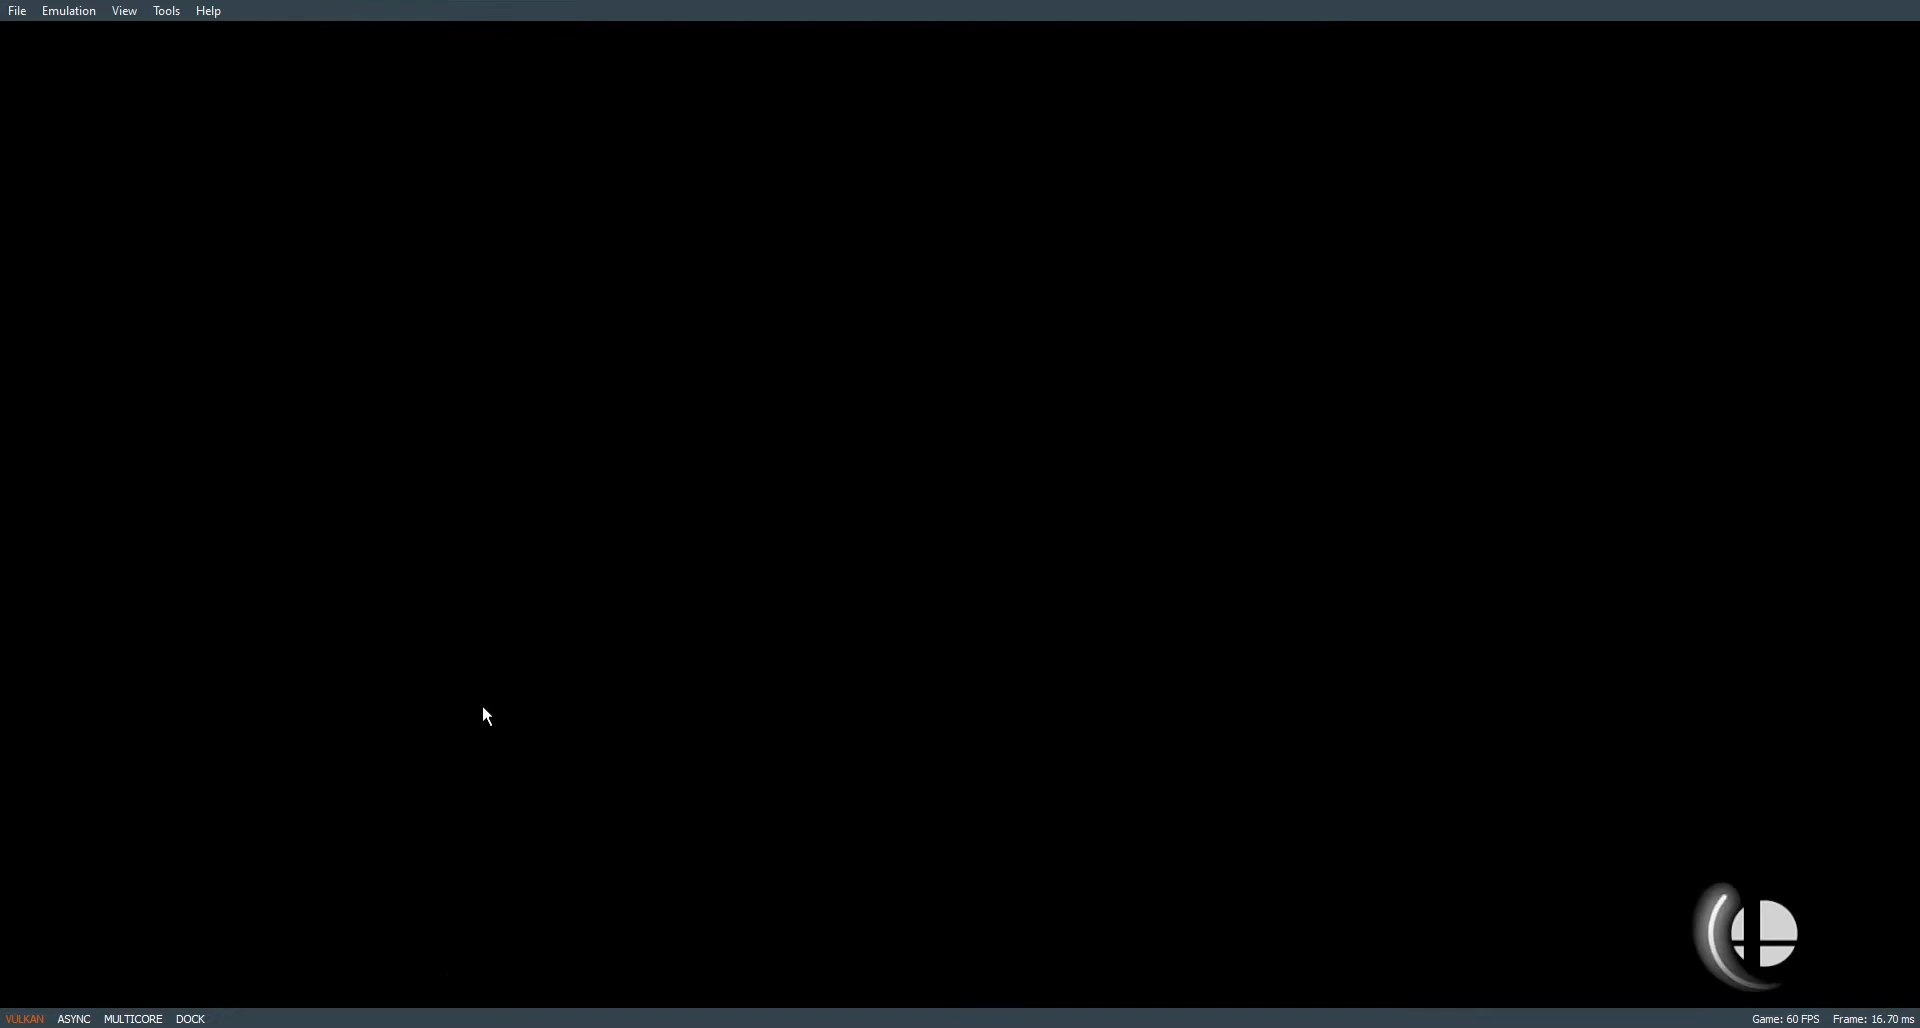 File Emulation View Tools Help
VULKAN ASYNC MULTICORE DOCK Game: 60 FPS Frame: 16.70 ms